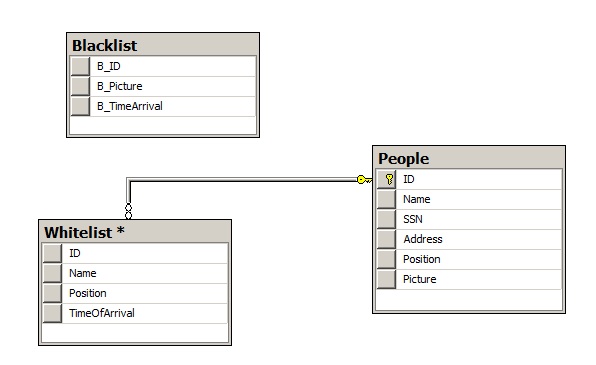 Blacklist
B_ID
B_Picture
B_TimeArrival
People
ID
Name
SSN
Address
Position
Picture
Whitelist *
ID
Name
Position
TimeOfArrival